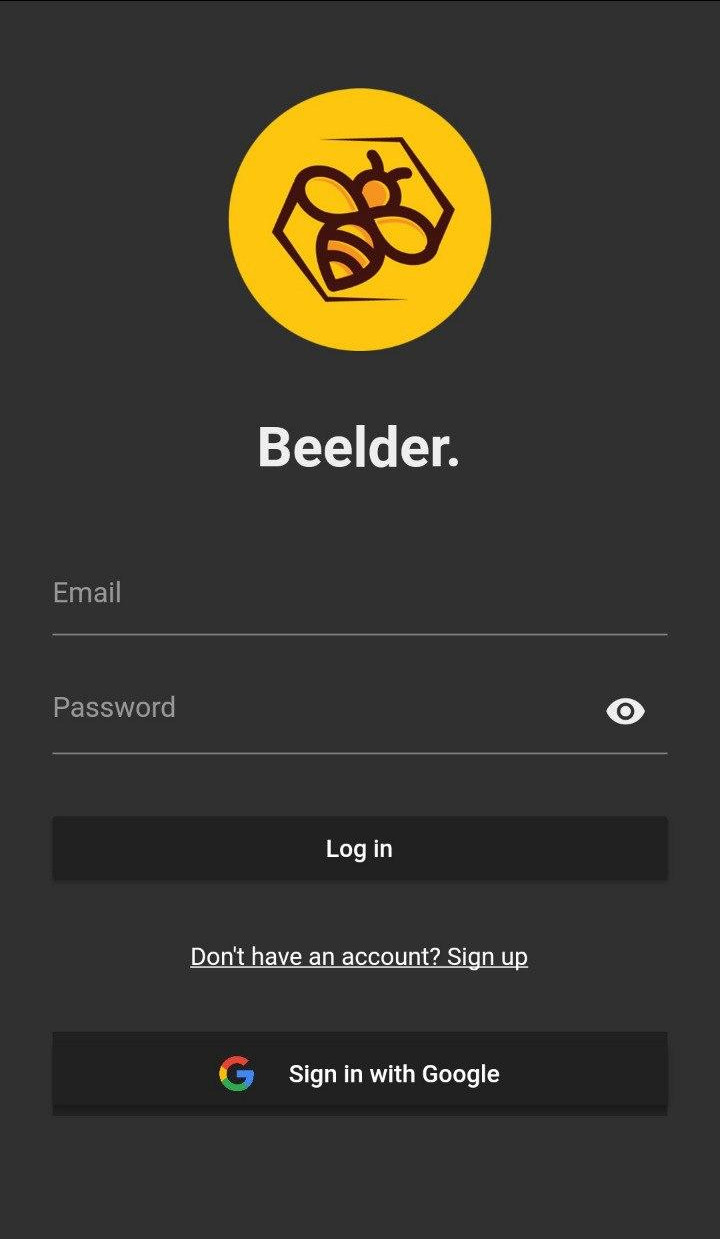 Beelder.
Email
Password
Log in
Don't have an account? Sign up
Sign in with Google